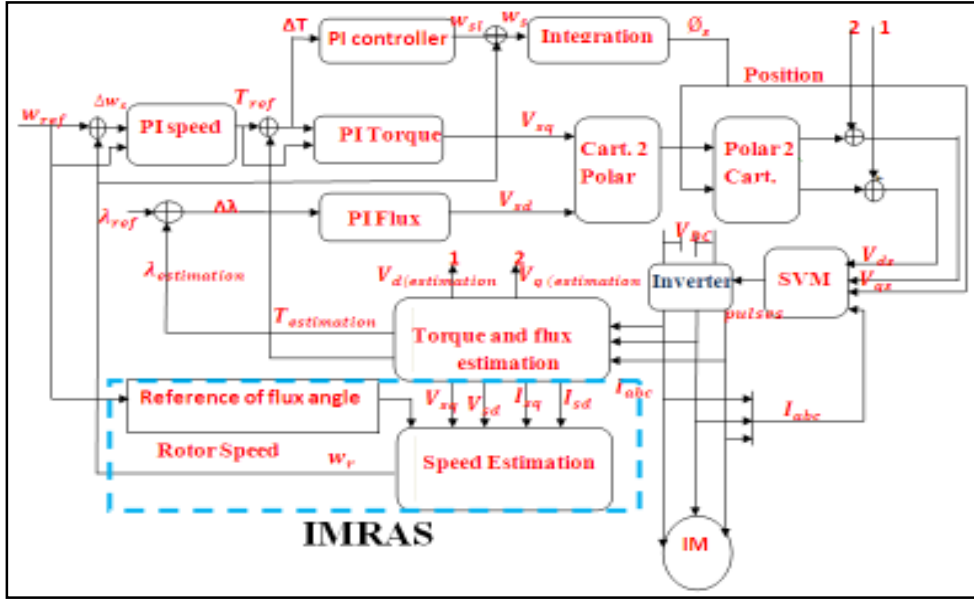 ΔT
PI controller
w_sl
w_s
Integration
Ø_s
2 1
Position
w_ref
Δw_s
PI speed
T_ref
PI Torque
V_sq
Cart. 2
Polar
Polar 2
Cart.
λ_ref
Δλ
PI Flux
V_sd
λ_estimation
1
2
V_d(estimation
V_q(estimation
V_DC
Inverter
SVM
V_ds
V_qs
pulses
T_estimation
Torque and flux
estimation
I_abc
Reference of flux angle
V_sq
V_sd
I_sq
I_sd
I_abc
Rotor Speed
w_r
Speed Estimation
IMRAS
IM